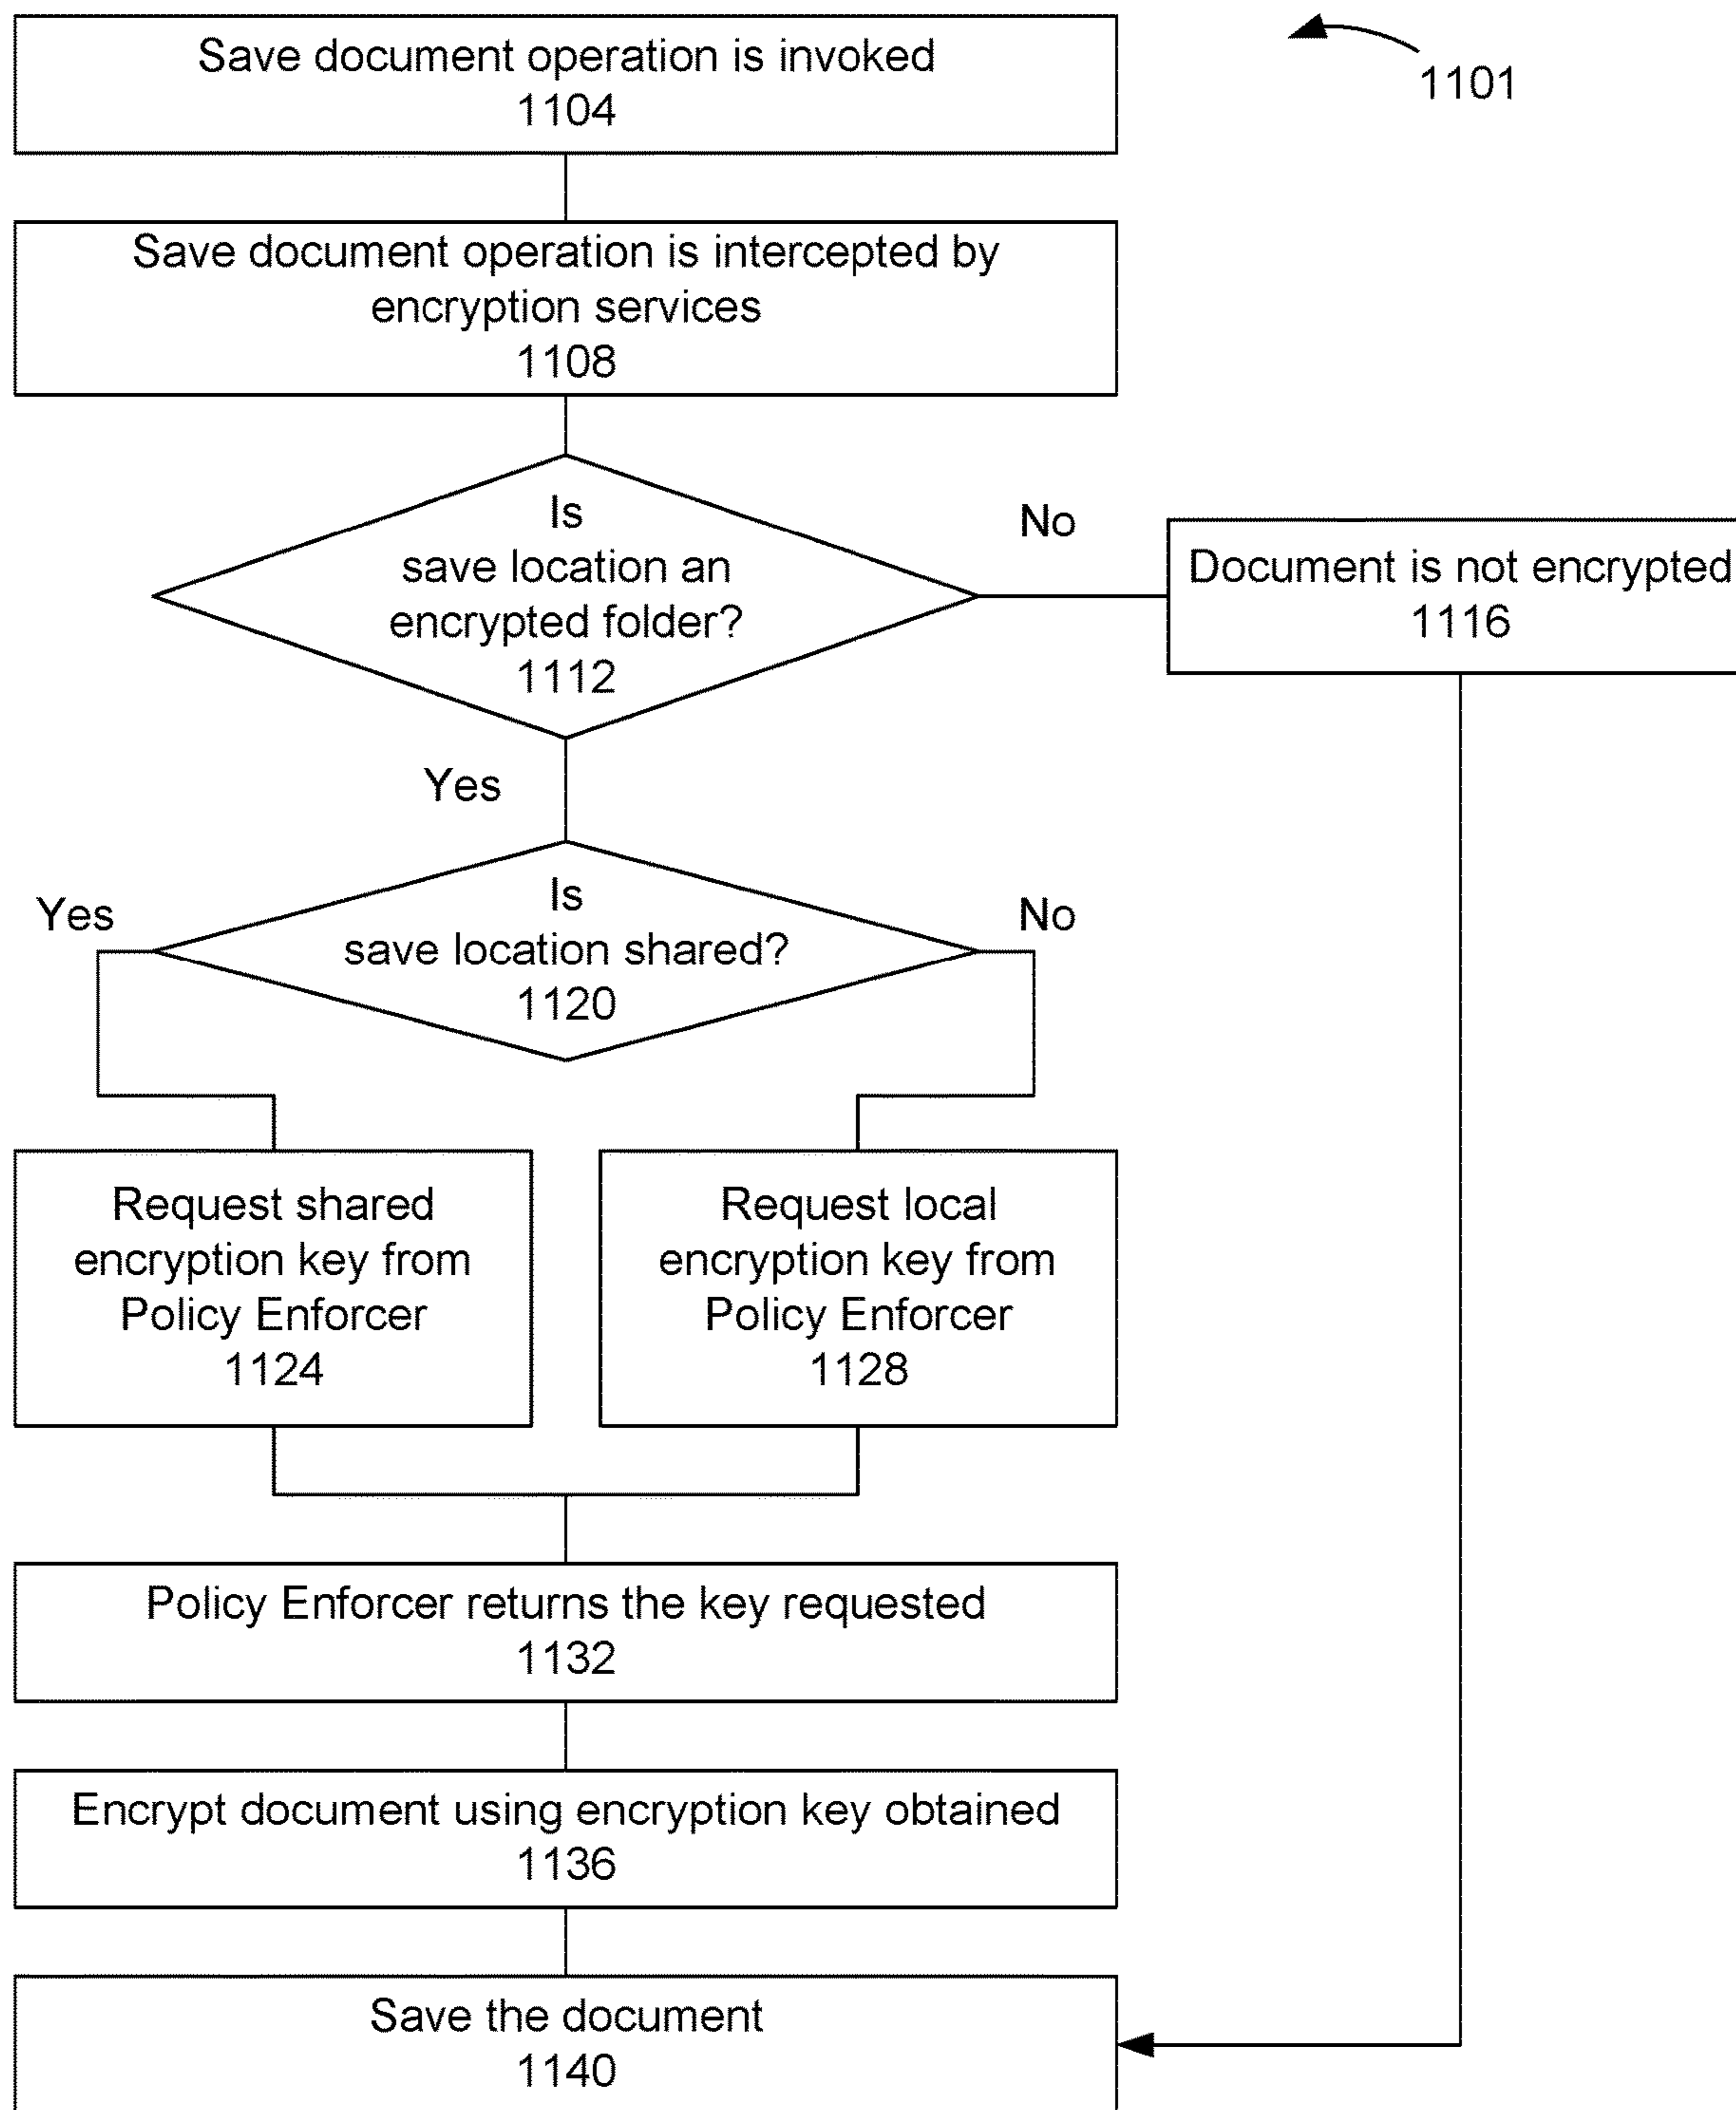 Save document operation is invoked
1104
1101
Save document operation is intercepted by
encryption services
1108
Is
save location an
encrypted folder?
1112
No
Document is not encrypted
1116
Yes
Is
save location shared?
1120
Yes
No
Request shared
encryption key from
Policy Enforcer
1124
Request local
encryption key from
Policy Enforcer
1128
Policy Enforcer returns the key requested
1132
Encrypt document using encryption key obtained
1136
Save the document
1140